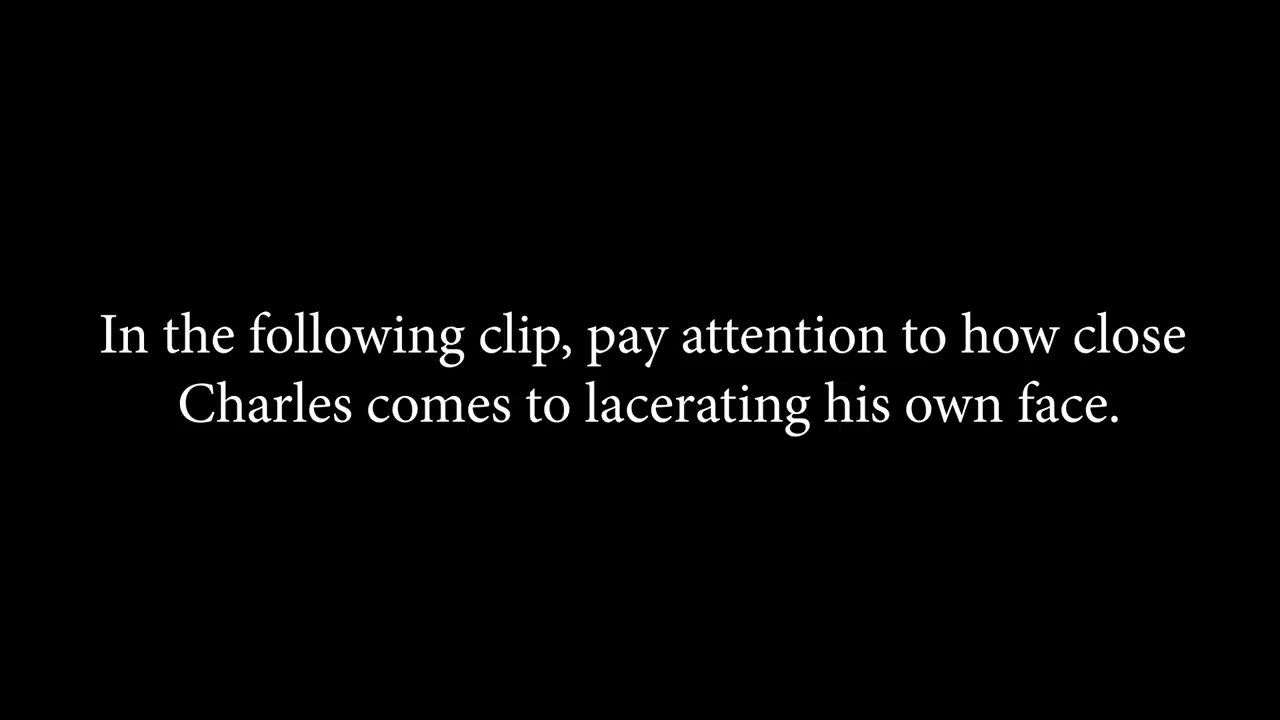 In the following clip, pay attention to how close
Charles comes to lacerating his own face.